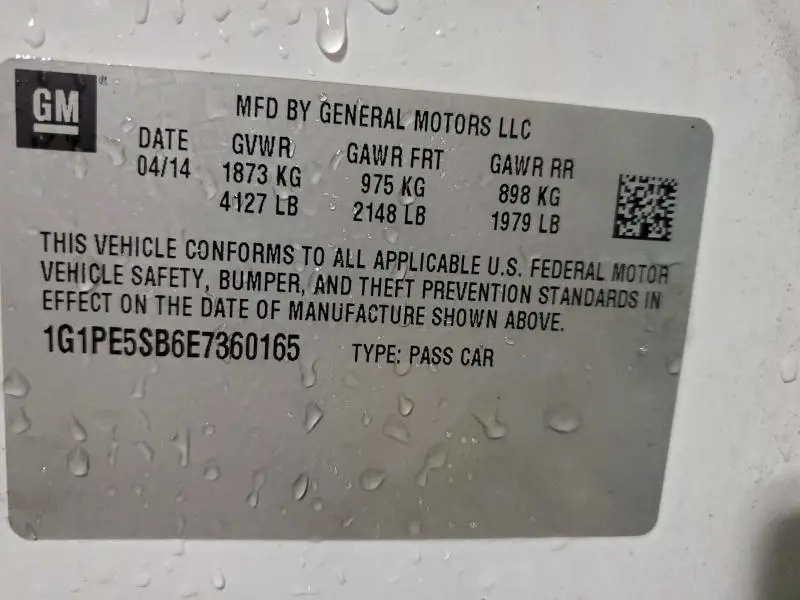 GM
MFD BY GENERAL MOTORS LLC
DATE GVWR GAWR FRT GAWR RR
04/14 1873 KG 975 KG 898 KG
4127 LB 2148 LB 1979 LB
THIS VEHICLE CONFORMS TO ALL APPLICABLE U.S. FEDERAL MOTOR
VEHICLE SAFETY, BUMPER, AND THEFT PREVENTION STANDARDS IN
EFFECT ON THE DATE OF MANUFACTURE SHOWN ABOVE.
1G1PE5SB6E7360165 TYPE: PASS CAR